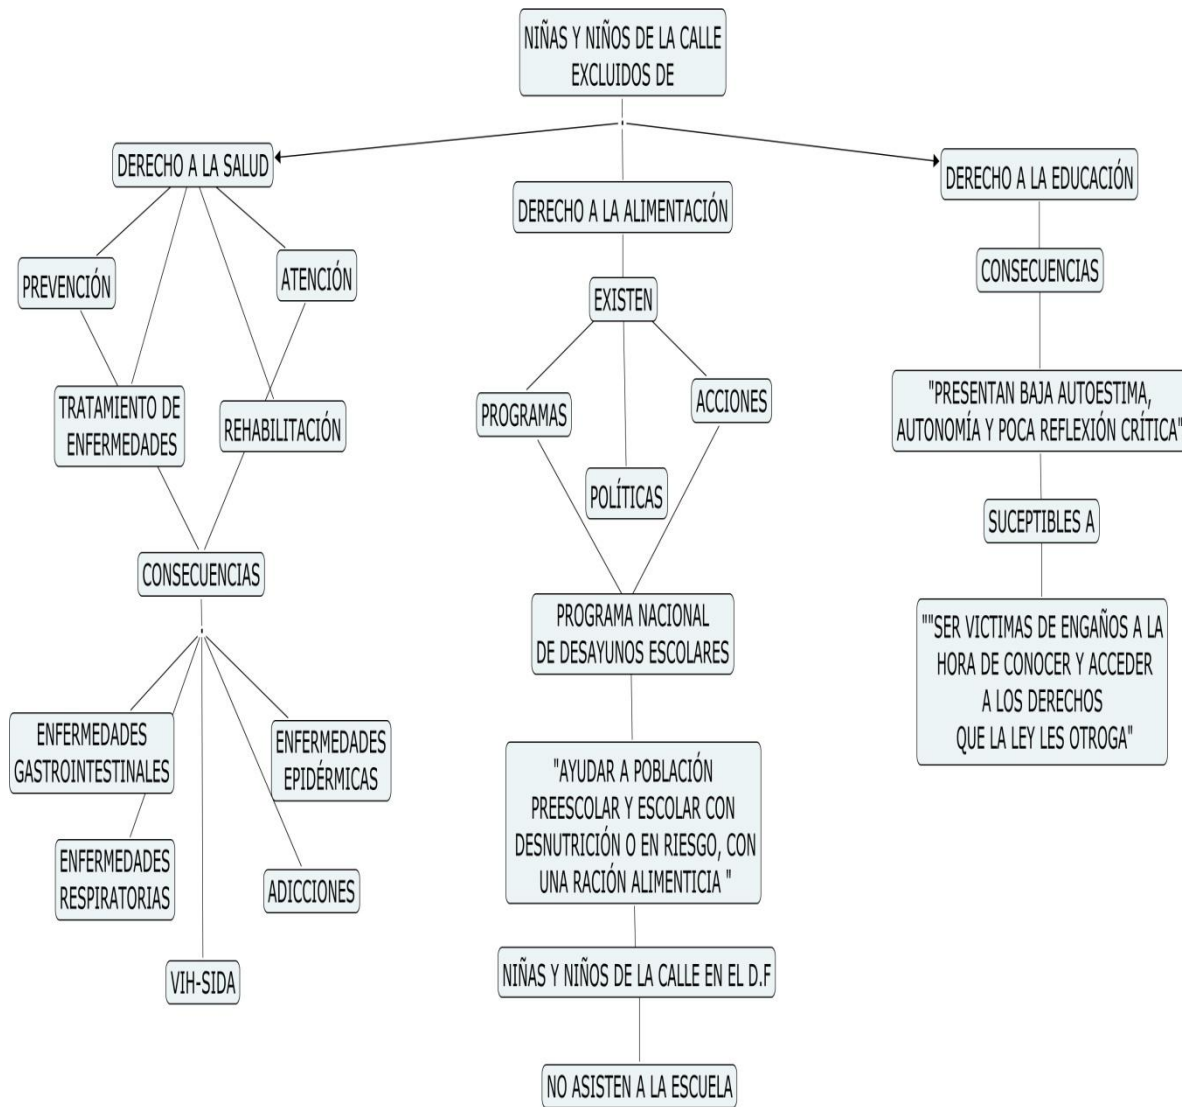 NIÑAS Y NIÑOS DE LA CALLE
EXCLUIDOS DE
DERECHO A LA SALUD
PREVENCIÓN
ATENCIÓN
TRATAMIENTO DE
ENFERMEDADES
REHABILITACIÓN
CONSECUENCIAS
ENFERMEDADES
GASTROINTESTINALES
ENFERMEDADES
EPIDÉRMICAS
ENFERMEDADES
RESPIRATORIAS
ADICCIONES
VIH-SIDA
DERECHO A LA ALIMENTACIÓN
EXISTEN
PROGRAMAS
ACCIONES
POLÍTICAS
PROGRAMA NACIONAL
DE DESAYUNOS ESCOLARES
"AYUDAR A POBLACIÓN
PREESCOLAR Y ESCOLAR CON
DESNUTRICIÓN O EN RIESGO, CON
UNA RACIÓN ALIMENTICIA "
NIÑAS Y NIÑOS DE LA CALLE EN EL D.F
NO ASISTEN A LA ESCUELA
DERECHO A LA EDUCACIÓN
CONSECUENCIAS
"PRESENTAN BAJA AUTOESTIMA,
AUTONOMÍA Y POCA REFLEXIÓN CRÍTICA"
SUCEPTIBLES A
""SER VICTIMAS DE ENGAÑOS A LA
HORA DE CONOCER Y ACCEDER
A LOS DERECHOS
QUE LA LEY LES OTROGA"